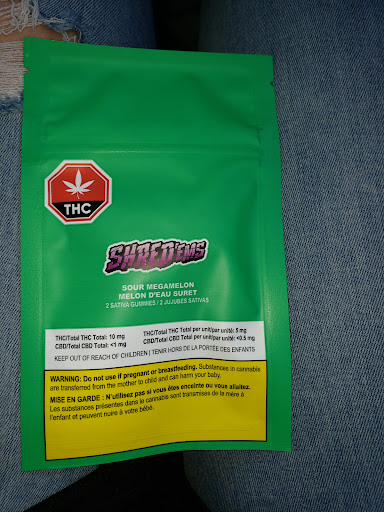 THC
SHRED'EMS
SOUR MEGAMELON
MELON D'EAU SURET
2 SATIVA GUMMIES / 2 JUJUBES SATIVAS
THC/Total THC Total: 10 mg THC/Total THC Total per unit/par unité: 5 mg
CBD/Total CBD Total: <1 mg CBD/Total CBD Total per unit/par unité: <0.5 mg
KEEP OUT OF REACH OF CHILDREN | TENIR HORS DE LA PORTÉE DES ENFANTS
WARNING: Do not use if pregnant or breastfeeding. Substances in cannabis
are transferred from the mother to child and can harm your baby.
MISE EN GARDE : N'utilisez pas si vous êtes enceinte ou vous allaitez.
Les substances présentes dans le cannabis sont transmises de la mère à
l'enfant et peuvent nuire à votre bébé.